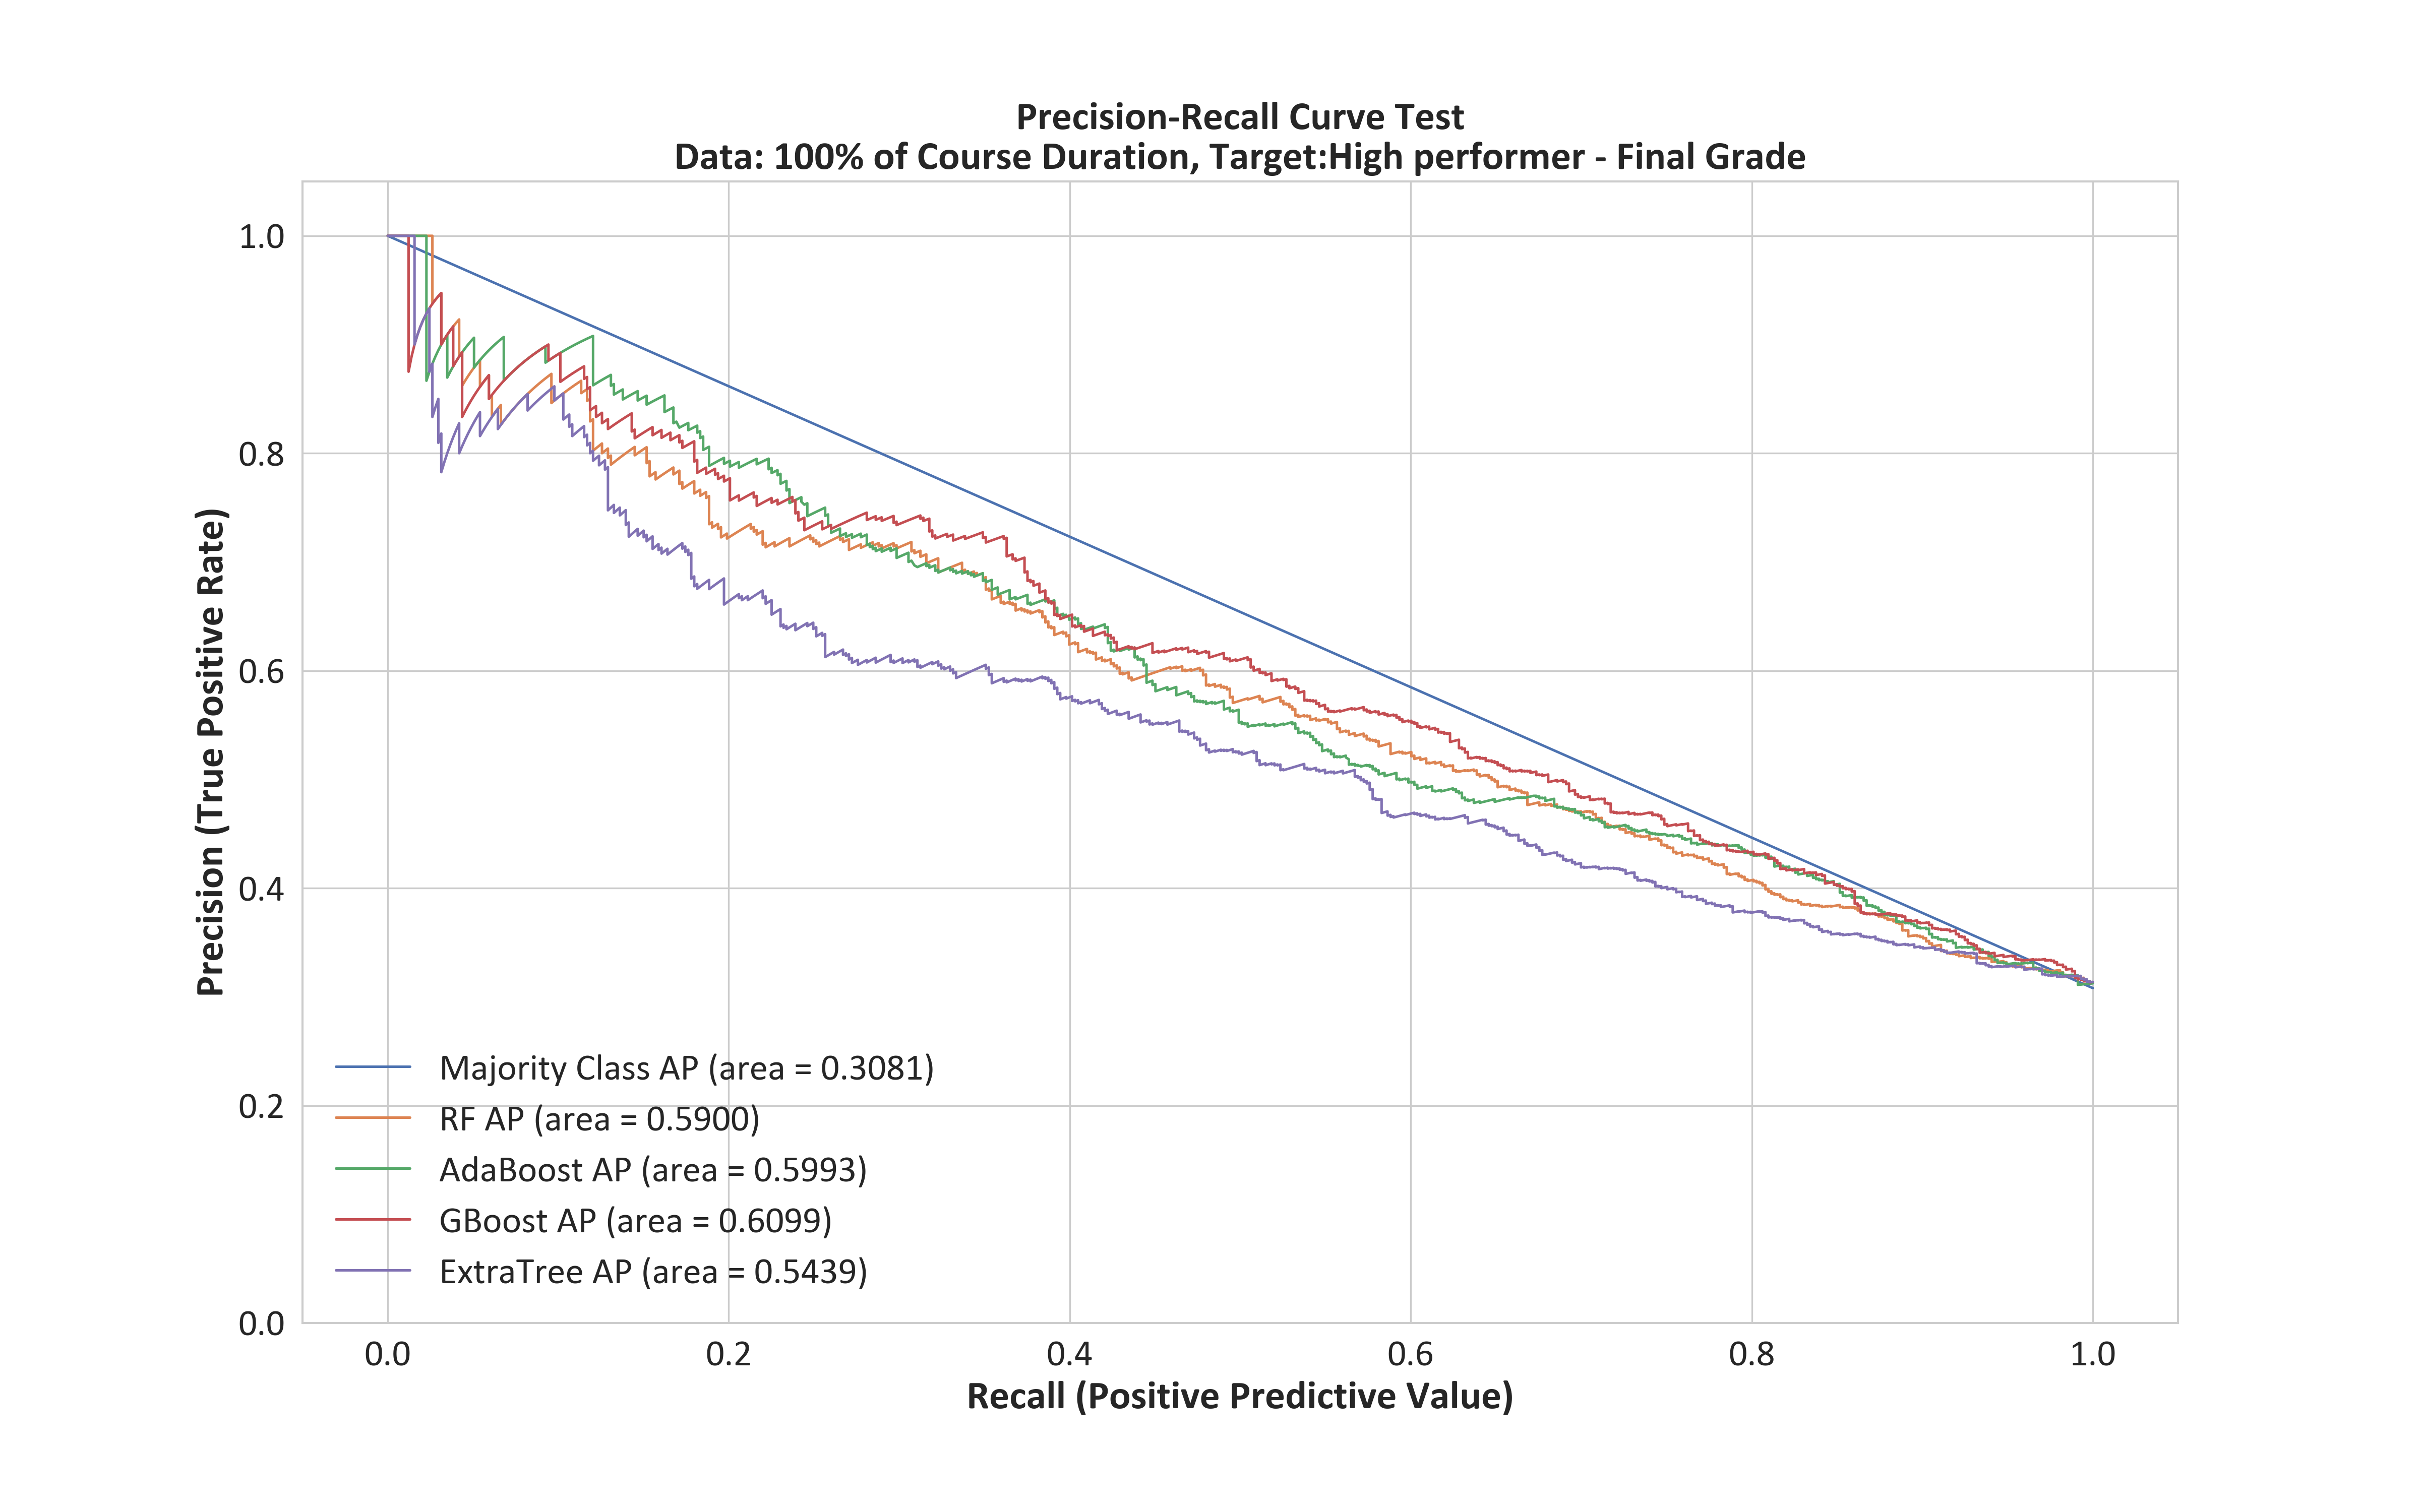 Precision-Recall Curve Test
Data: 100% of Course Duration, Target:High performer - Final Grade
Precision (True Positive Rate)
1.0
0.8
0.6
0.4
0.2
0.0
Majority Class AP (area = 0.3081)
RF AP (area = 0.5900)
AdaBoost AP (area = 0.5993)
GBoost AP (area = 0.6099)
ExtraTree AP (area = 0.5439)
0.0 0.2 0.4 0.6 0.8 1.0
Recall (Positive Predictive Value)